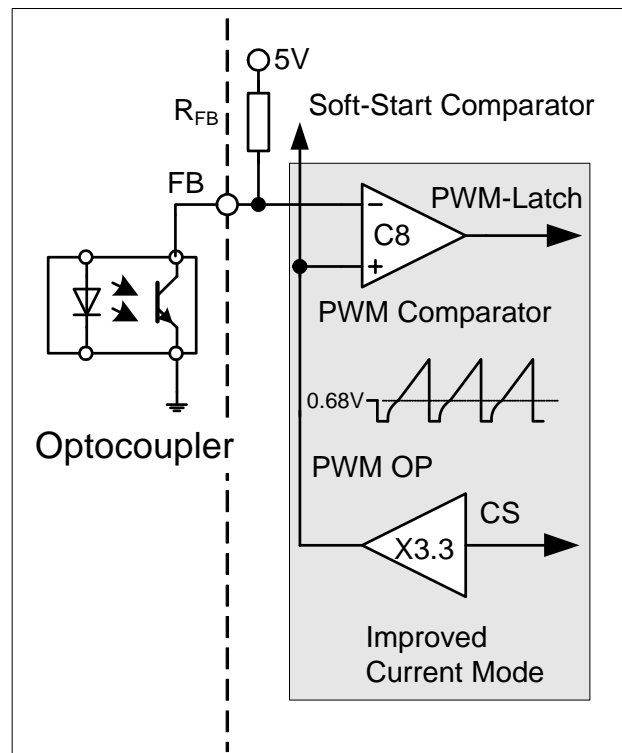 5V
R_FB
Soft-Start Comparator
FB
PWM-Latch
−
C8
+
PWM Comparator
0.68V
Optocoupler
PWM OP
CS
X3.3
Improved
Current Mode